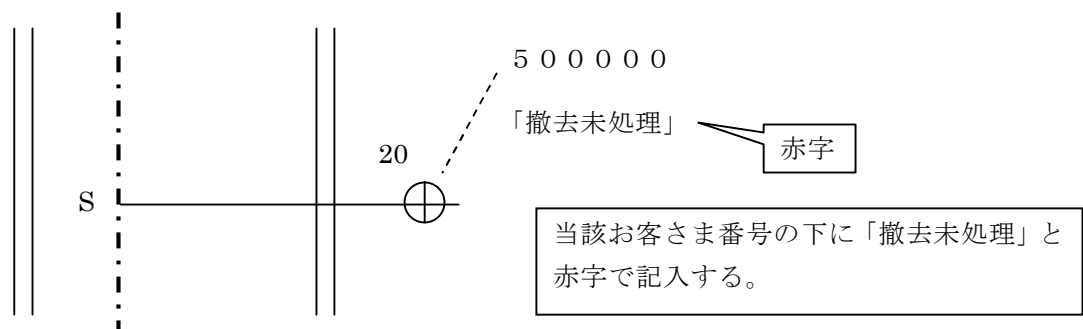 ５０００００
「撤去未処理」
赤字
20
S
当該お客さま番号の下に「撤去未処理」と
赤字で記入する。